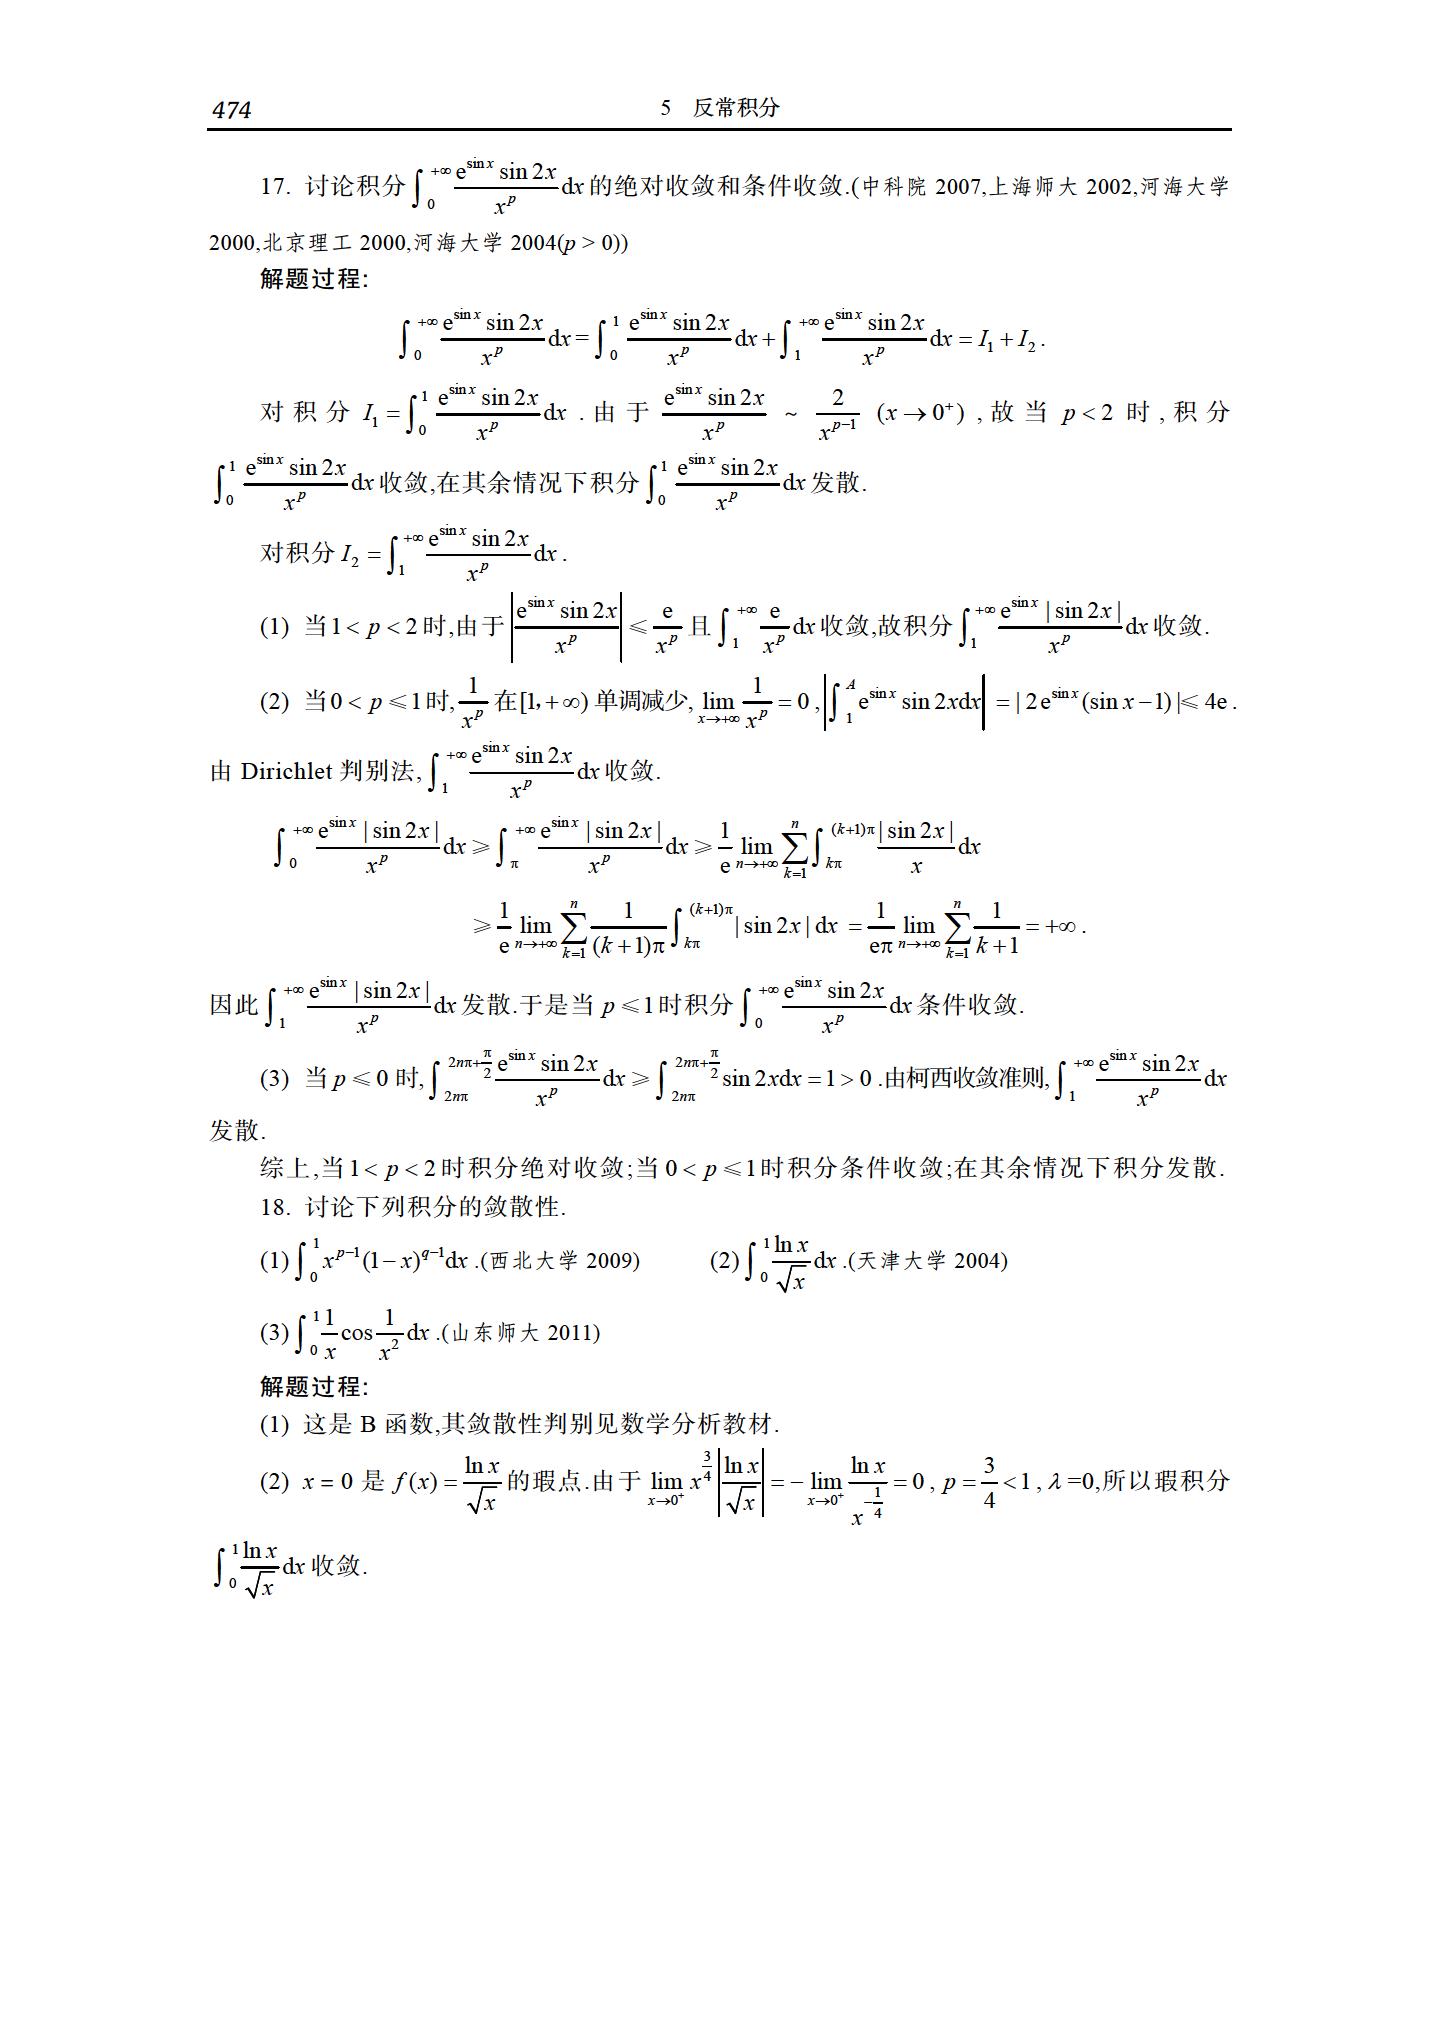 474 5 反常积分
17. 讨论积分 $\int_0^{+\infty}\frac{e^{\sin x}\sin 2x}{x^p}dx$ 的绝对收敛和条件收敛.(中科院 2007,上海师大 2002,河海大学
2000,北京理工 2000,河海大学 2004(p > 0))
解题过程:
$\int_0^{+\infty}\frac{e^{\sin x}\sin 2x}{x^p}dx=\int_0^1\frac{e^{\sin x}\sin 2x}{x^p}dx+\int_1^{+\infty}\frac{e^{\sin x}\sin 2x}{x^p}dx=I_1+I_2.$
对积分 $I_1=\int_0^1\frac{e^{\sin x}\sin 2x}{x^p}dx$ .由于 $\frac{e^{\sin x}\sin 2x}{x^p}\sim\frac{2}{x^{p-1}}\ (x\to 0^+)$ ,故当 $p<2$ 时,积分
$\int_0^1\frac{e^{\sin x}\sin 2x}{x^p}dx$ 收敛,在其余情况下积分 $\int_0^1\frac{e^{\sin x}\sin 2x}{x^p}dx$ 发散.
对积分 $I_2=\int_1^{+\infty}\frac{e^{\sin x}\sin 2x}{x^p}dx$ .
(1) 当 $1<p<2$ 时,由于 $\left|\frac{e^{\sin x}\sin 2x}{x^p}\right|\leqslant\frac{e}{x^p}$ 且 $\int_1^{+\infty}\frac{e}{x^p}dx$ 收敛,故积分 $\int_1^{+\infty}\frac{e^{\sin x}|\sin 2x|}{x^p}dx$ 收敛.
(2) 当 $0<p\leqslant 1$ 时, $\frac{1}{x^p}$ 在 $[1,+\infty)$ 单调减少, $\lim_{x\to+\infty}\frac{1}{x^p}=0$ , $\left|\int_1^A e^{\sin x}\sin 2xdx\right|=|2e^{\sin x}(\sin x-1)|\leqslant 4e$ .
由 Dirichlet 判别法, $\int_1^{+\infty}\frac{e^{\sin x}\sin 2x}{x^p}dx$ 收敛.
$\int_0^{+\infty}\frac{e^{\sin x}|\sin 2x|}{x^p}dx\geqslant\int_\pi^{+\infty}\frac{e^{\sin x}|\sin 2x|}{x^p}dx\geqslant\frac{1}{e}\lim_{n\to+\infty}\sum_{k=1}^n\int_{k\pi}^{(k+1)\pi}\frac{|\sin 2x|}{x}dx$
$\geqslant\frac{1}{e}\lim_{n\to+\infty}\sum_{k=1}^n\frac{1}{(k+1)\pi}\int_{k\pi}^{(k+1)\pi}|\sin 2x|dx=\frac{1}{e\pi}\lim_{n\to+\infty}\sum_{k=1}^n\frac{1}{k+1}=+\infty.$
因此 $\int_1^{+\infty}\frac{e^{\sin x}|\sin 2x|}{x^p}dx$ 发散.于是当 $p\leqslant 1$ 时积分 $\int_0^{+\infty}\frac{e^{\sin x}\sin 2x}{x^p}dx$ 条件收敛.
(3) 当 $p\leqslant 0$ 时, $\int_{2n\pi}^{2n\pi+\frac{\pi}{2}}\frac{e^{\sin x}\sin 2x}{x^p}dx\geqslant\int_{2n\pi}^{2n\pi+\frac{\pi}{2}}\sin 2xdx=1>0$ .由柯西收敛准则, $\int_1^{+\infty}\frac{e^{\sin x}\sin 2x}{x^p}dx$
发散.
综上,当 $1<p<2$ 时积分绝对收敛;当 $0<p\leqslant 1$ 时积分条件收敛;在其余情况下积分发散.
18. 讨论下列积分的敛散性.
(1) $\int_0^1 x^{p-1}(1-x)^{q-1}dx$ .(西北大学 2009) (2) $\int_0^1\frac{\ln x}{\sqrt{x}}dx$ .(天津大学 2004)
(3) $\int_0^1\frac{1}{x}\cos\frac{1}{x^2}dx$ .(山东师大 2011)
解题过程:
(1) 这是 B 函数,其敛散性判别见数学分析教材.
(2) $x=0$ 是 $f(x)=\frac{\ln x}{\sqrt{x}}$ 的瑕点.由于 $\lim_{x\to 0^+}x^{\frac{3}{4}}\left|\frac{\ln x}{\sqrt{x}}\right|=-\lim_{x\to 0^+}\frac{\ln x}{x^{-\frac{1}{4}}}=0$ , $p=\frac{3}{4}<1$ , $\lambda=0$,所以瑕积分
$\int_0^1\frac{\ln x}{\sqrt{x}}dx$ 收敛.